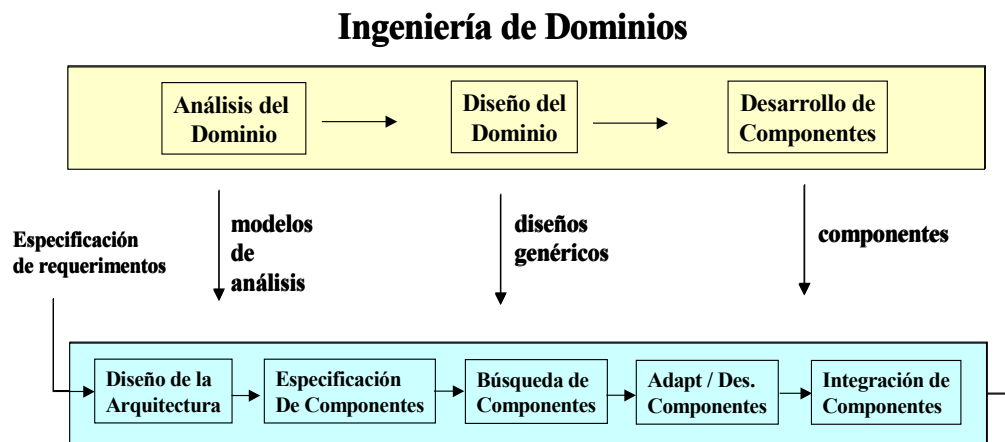 Ingeniería de Dominios
Análisis del
Dominio
Diseño del
Dominio
Desarrollo de
Componentes
modelos
de
análisis
diseños
genéricos
componentes
Especificación
de requerimentos
Diseño de la
Arquitectura
Especificación
De Componentes
Búsqueda de
Componentes
Adapt / Des.
Componentes
Integración de
Componentes